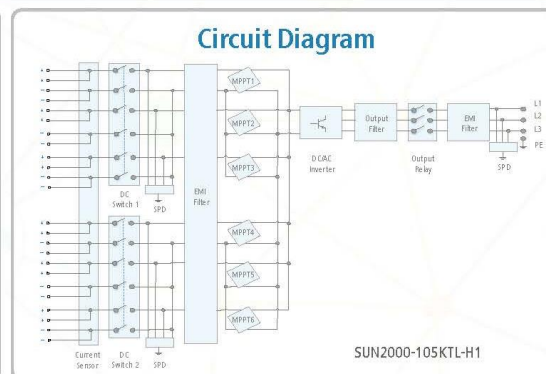 Circuit Diagram
MPPT1
MPPT2
MPPT3
MPPT4
MPPT5
MPPT6
EMI
Filter
DC
Switch 1
SPD
DC/AC
Inverter
Output
Filter
Output
Relay
EMI
Filter
L1
L2
L3
PE
SPD
Current
Sensor
DC
Switch 2
SPD
SUN2000-105KTL-H1